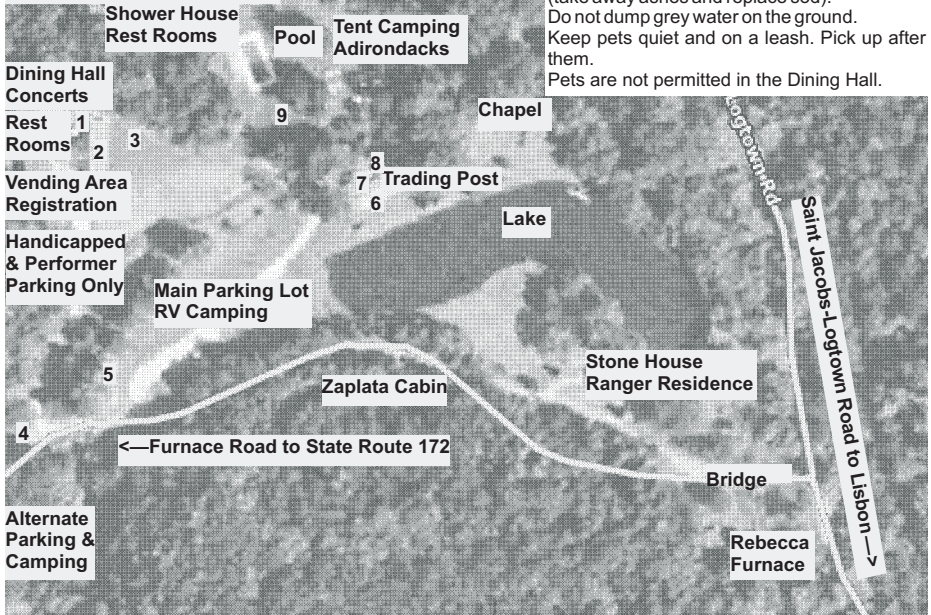 (take away ashes and replace sod).
Do not dump grey water on the ground.
Keep pets quiet and on a leash. Pick up after
them.
Pets are not permitted in the Dining Hall.
Shower House
Rest Rooms
Pool
Tent Camping
Adirondacks
Dining Hall
Concerts
Rest
Rooms
1
2
3
9
Chapel
Vending Area
Registration
8
7
Trading Post
6
Lake
Handicapped
& Performer
Parking Only
Main Parking Lot
RV Camping
5
4
Zaplata Cabin
Stone House
Ranger Residence
<—Furnace Road to State Route 172
Bridge
Alternate
Parking &
Camping
Rebecca
Furnace
Logtown Rd
Saint Jacobs-Logtown Road to Lisbon —>